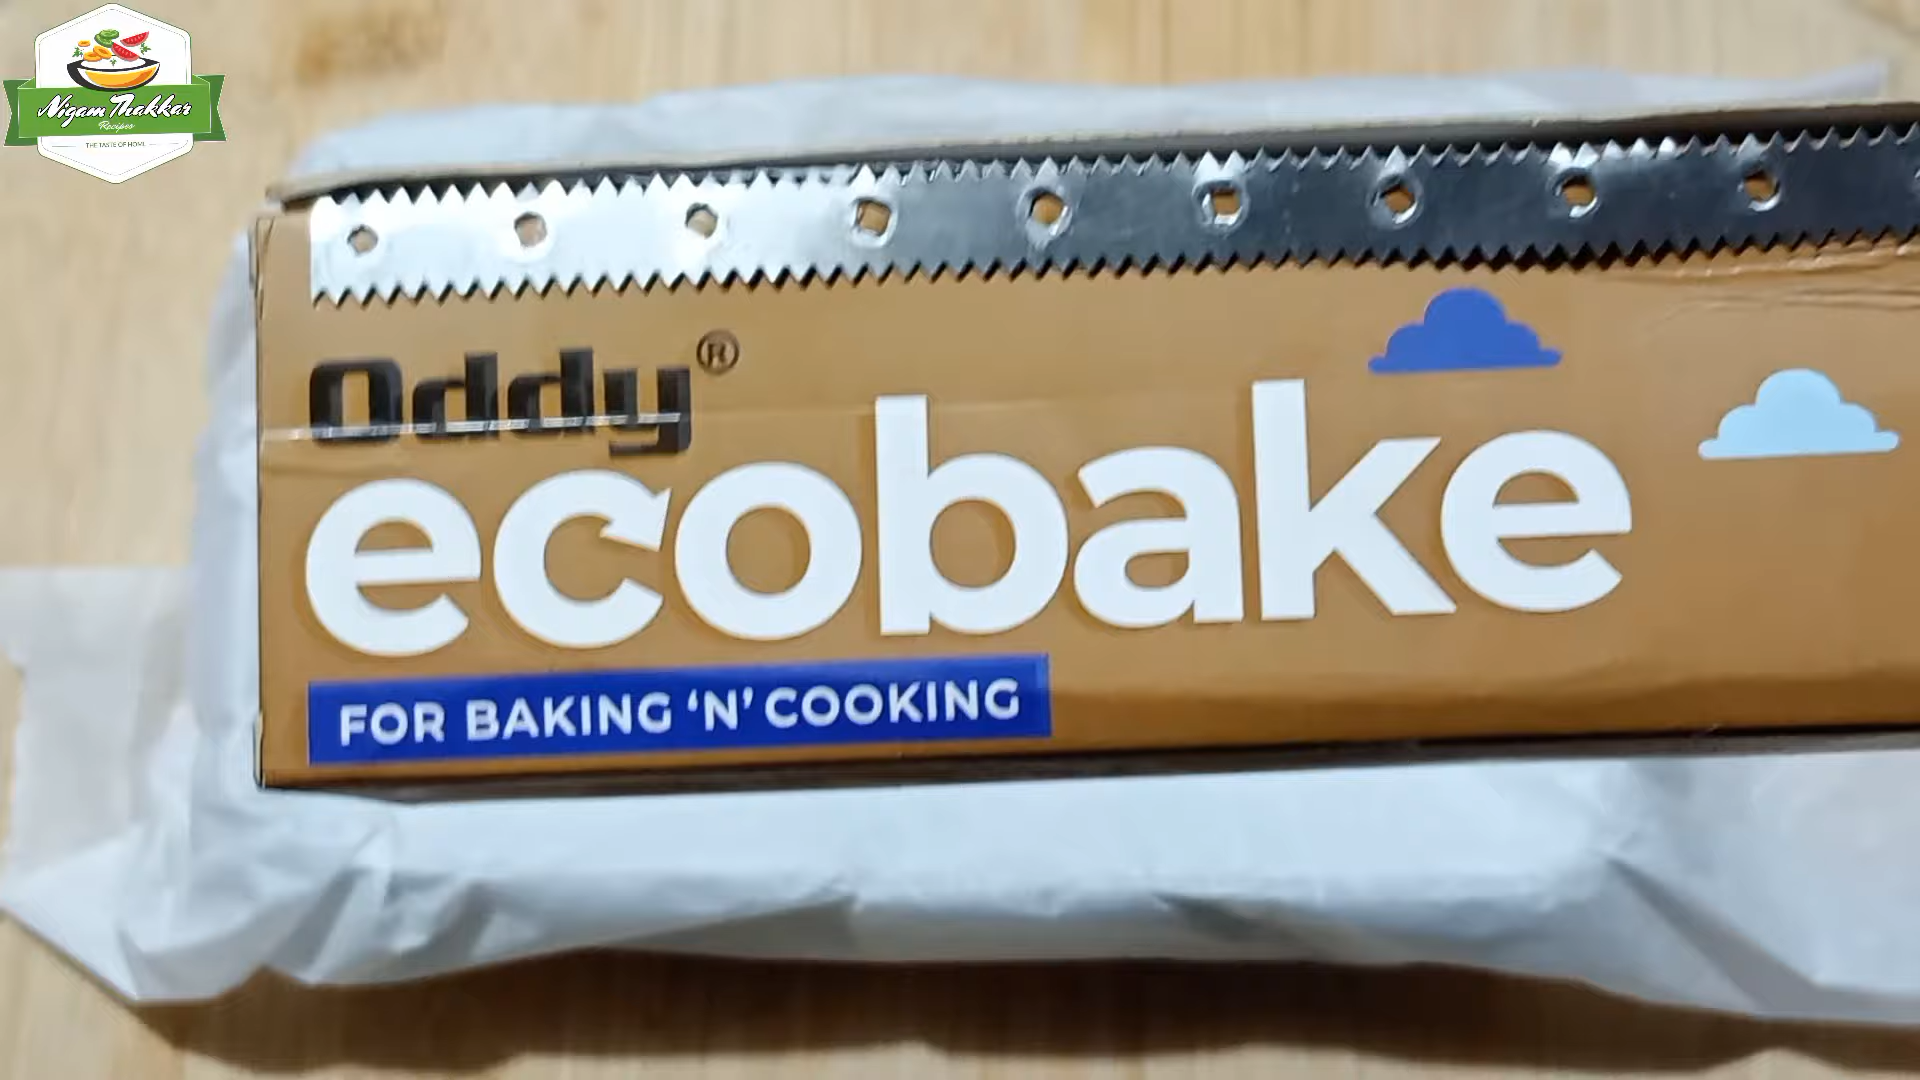 Nigam Thakkar
Recipes
THE TASTE OF HOME
Oddy®
ecobake
FOR BAKING ‘N’ COOKING